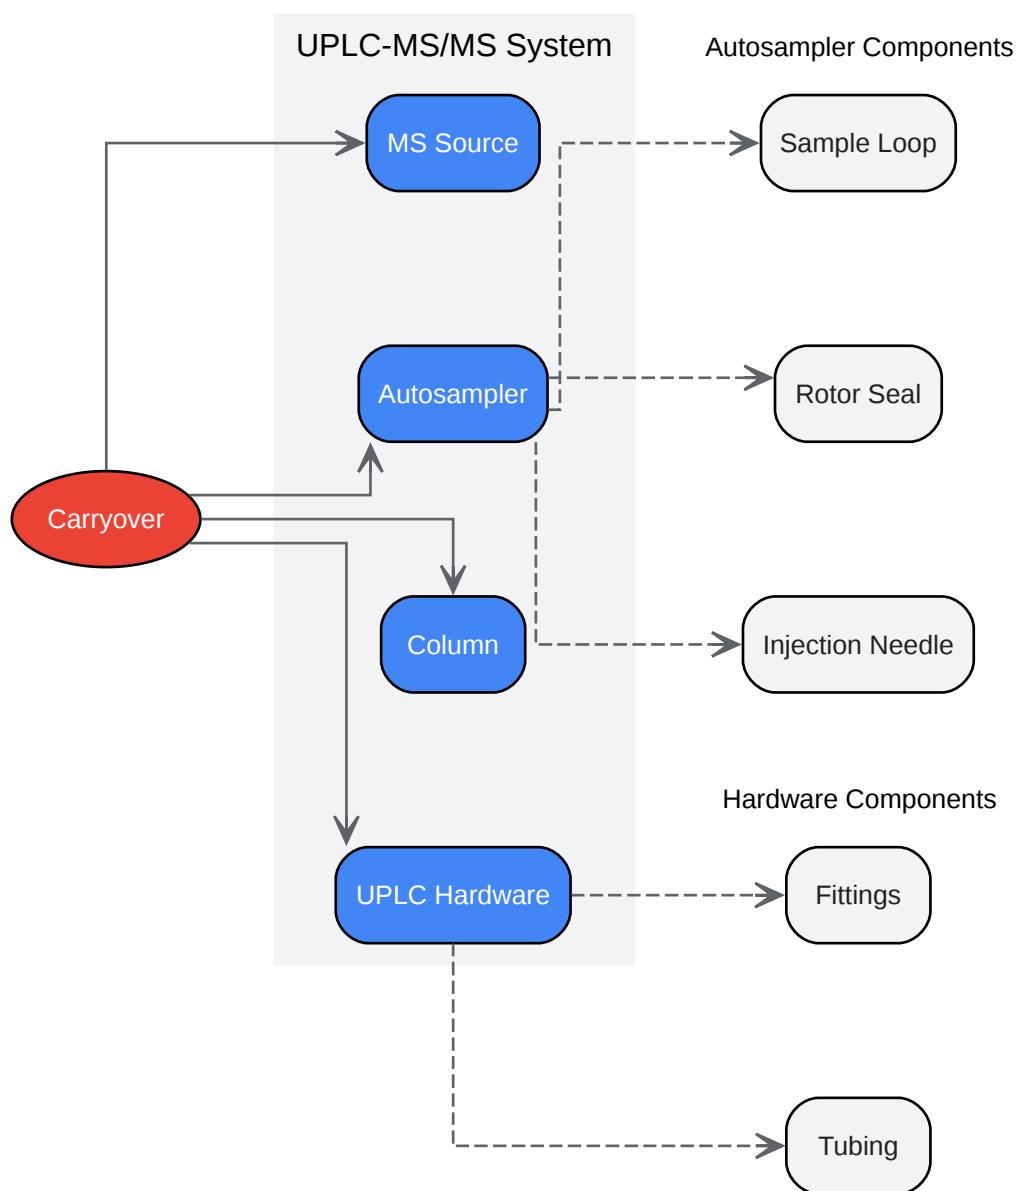 UPLC-MS/MS System
Autosampler Components
MS Source
Sample Loop
Autosampler
Rotor Seal
Carryover
Column
Injection Needle
Hardware Components
UPLC Hardware
Fittings
Tubing